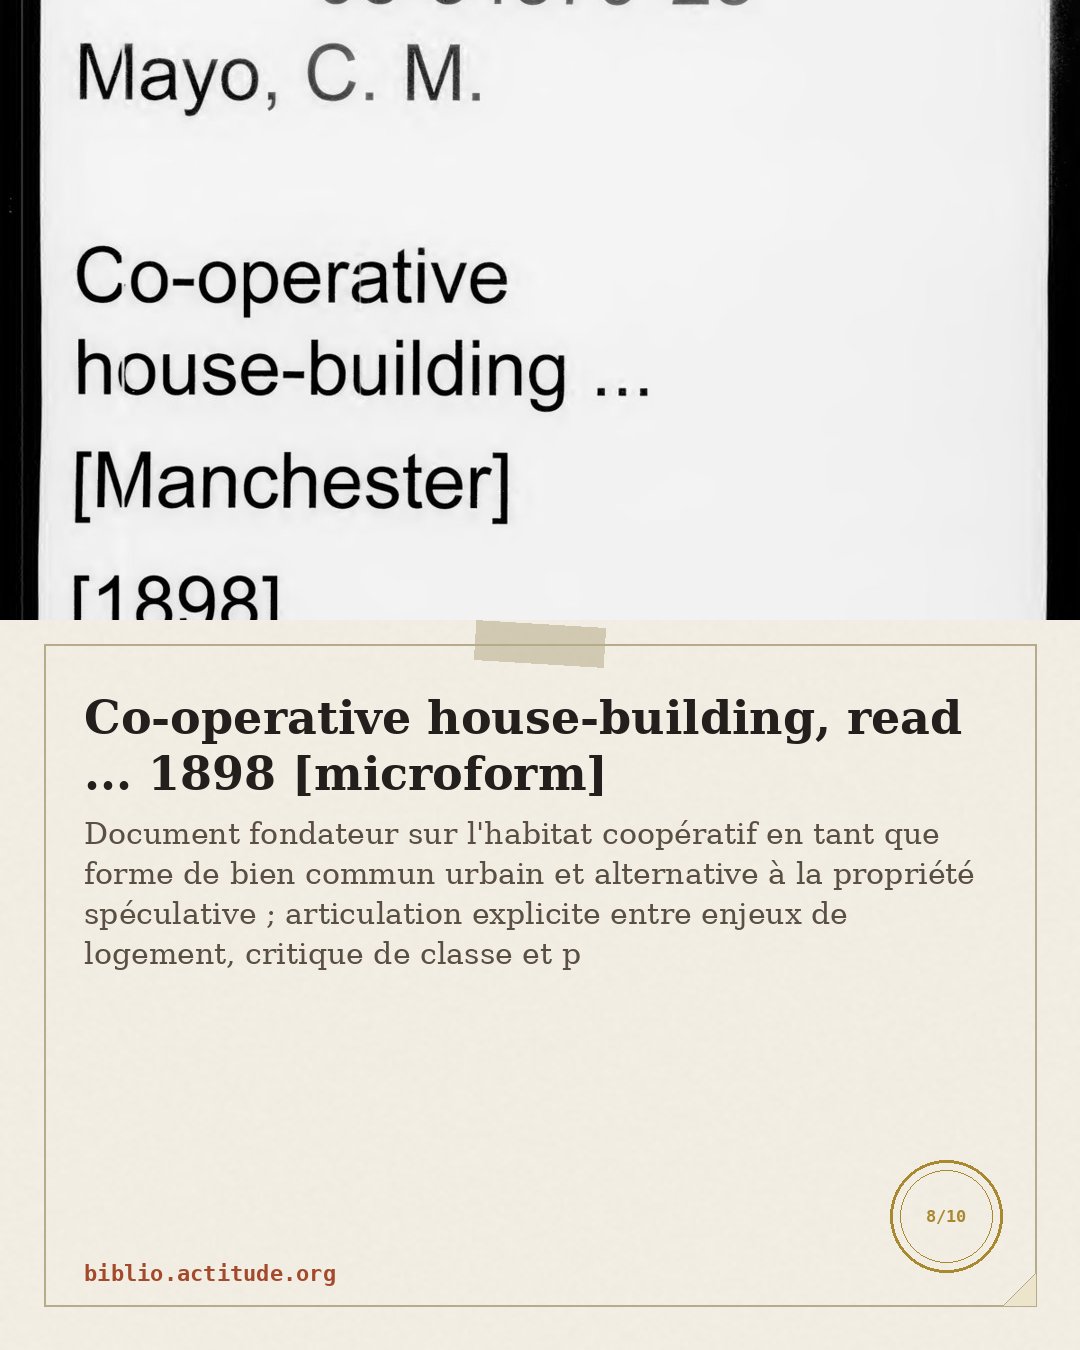 Mayo, C. M.
Co-operative
house-building ...
[Manchester]
[1898]
Co-operative house-building, read
... 1898 [microform]
Document fondateur sur l'habitat coopératif en tant que
forme de bien commun urbain et alternative à la propriété
spéculative ; articulation explicite entre enjeux de
logement, critique de classe et p
8/10
biblio.actitude.org